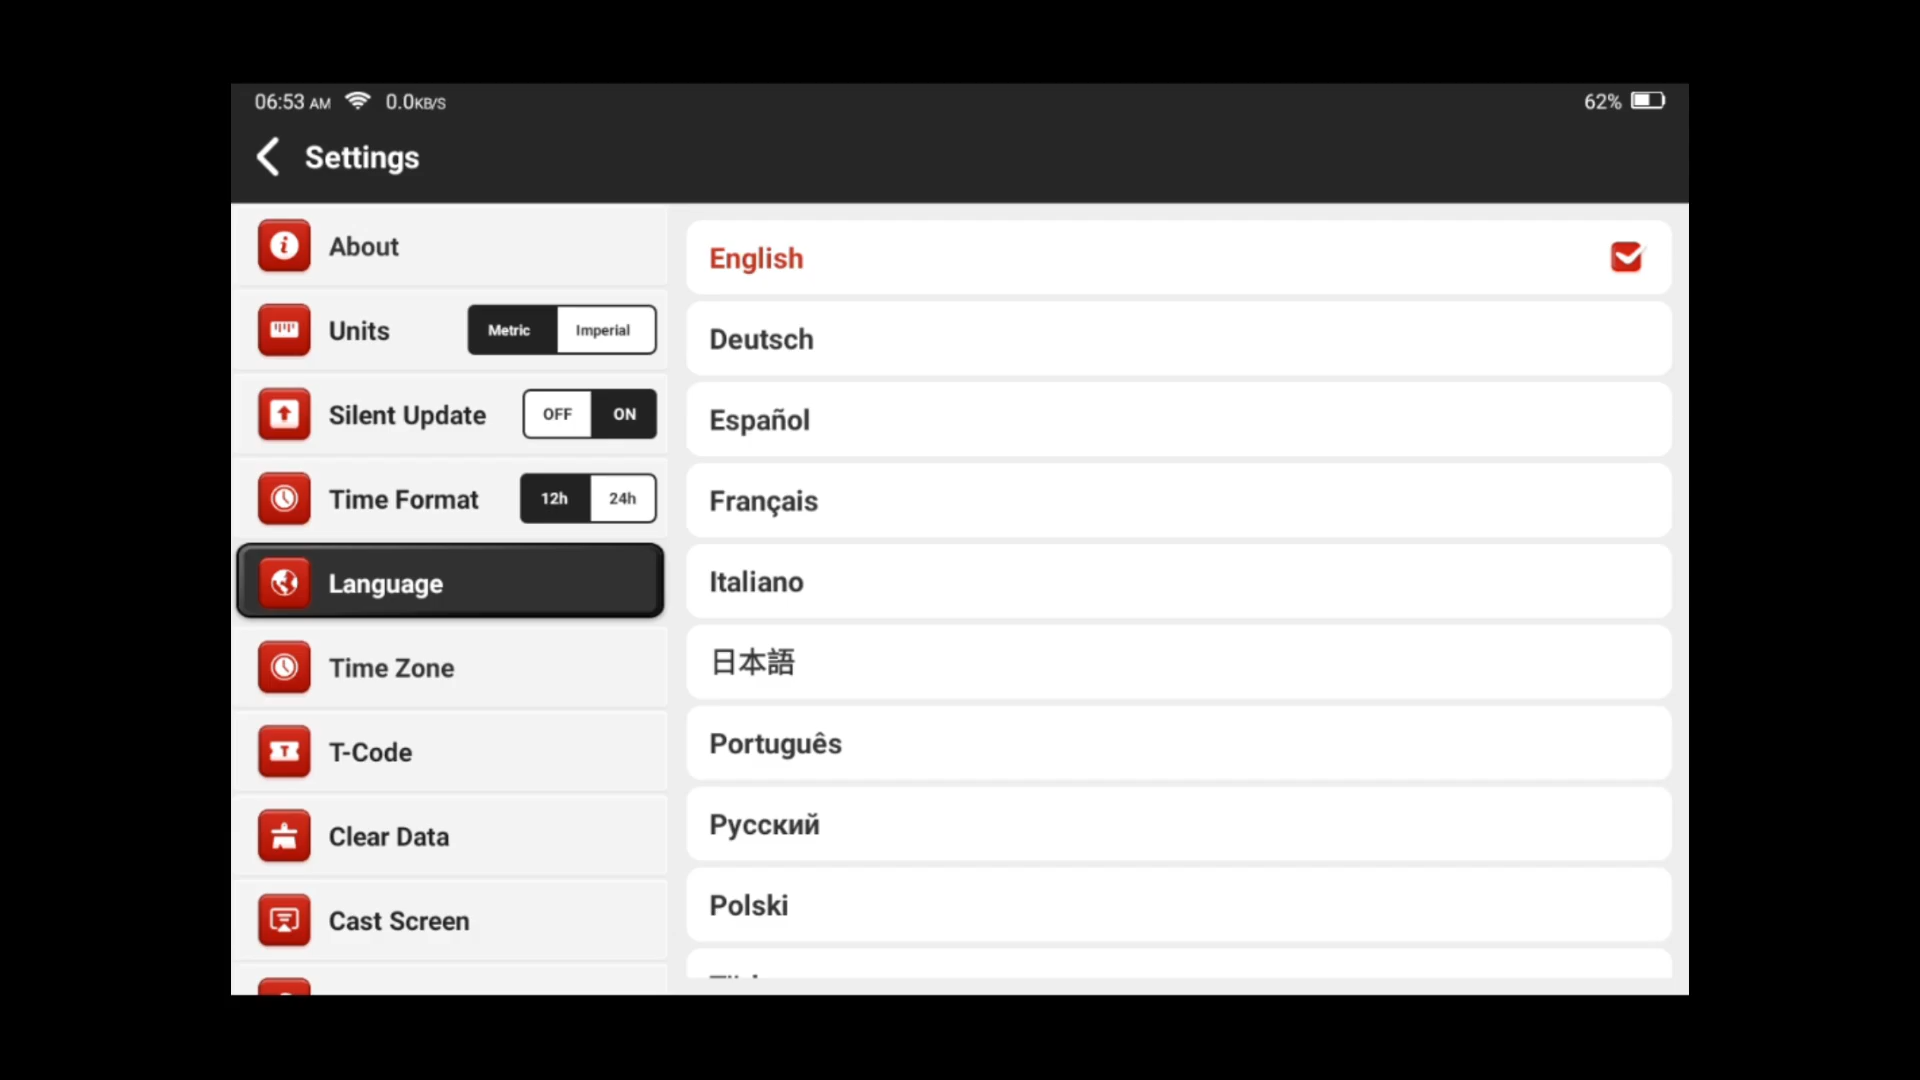 06:53 AM 0.0KB/S 62%
Settings
About
Units Metric Imperial
Silent Update OFF ON
Time Format 12h 24h
Language
Time Zone
T-Code
Clear Data
Cast Screen
English
Deutsch
Español
Français
Italiano
日本語
Português
Русский
Polski